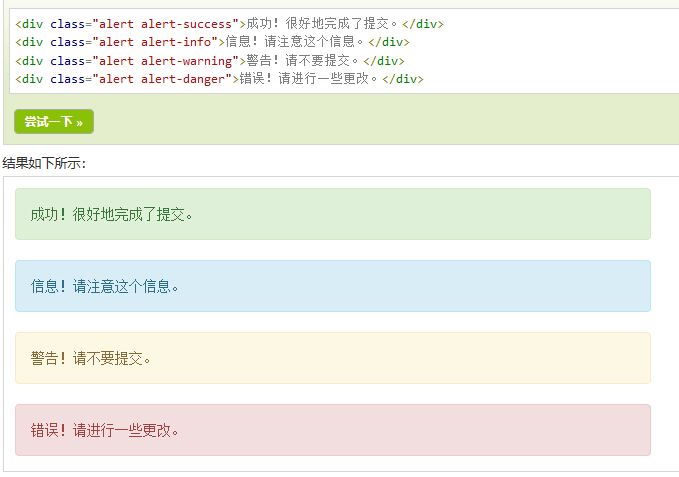 <div class="alert alert-success">成功！很好地完成了提交。</div>
<div class="alert alert-info">信息！请注意这个信息。</div>
<div class="alert alert-warning">警告！请不要提交。</div>
<div class="alert alert-danger">错误！请进行一些更改。</div>
尝试一下 »
结果如下所示：
成功！很好地完成了提交。
信息！请注意这个信息。
警告！请不要提交。
错误！请进行一些更改。